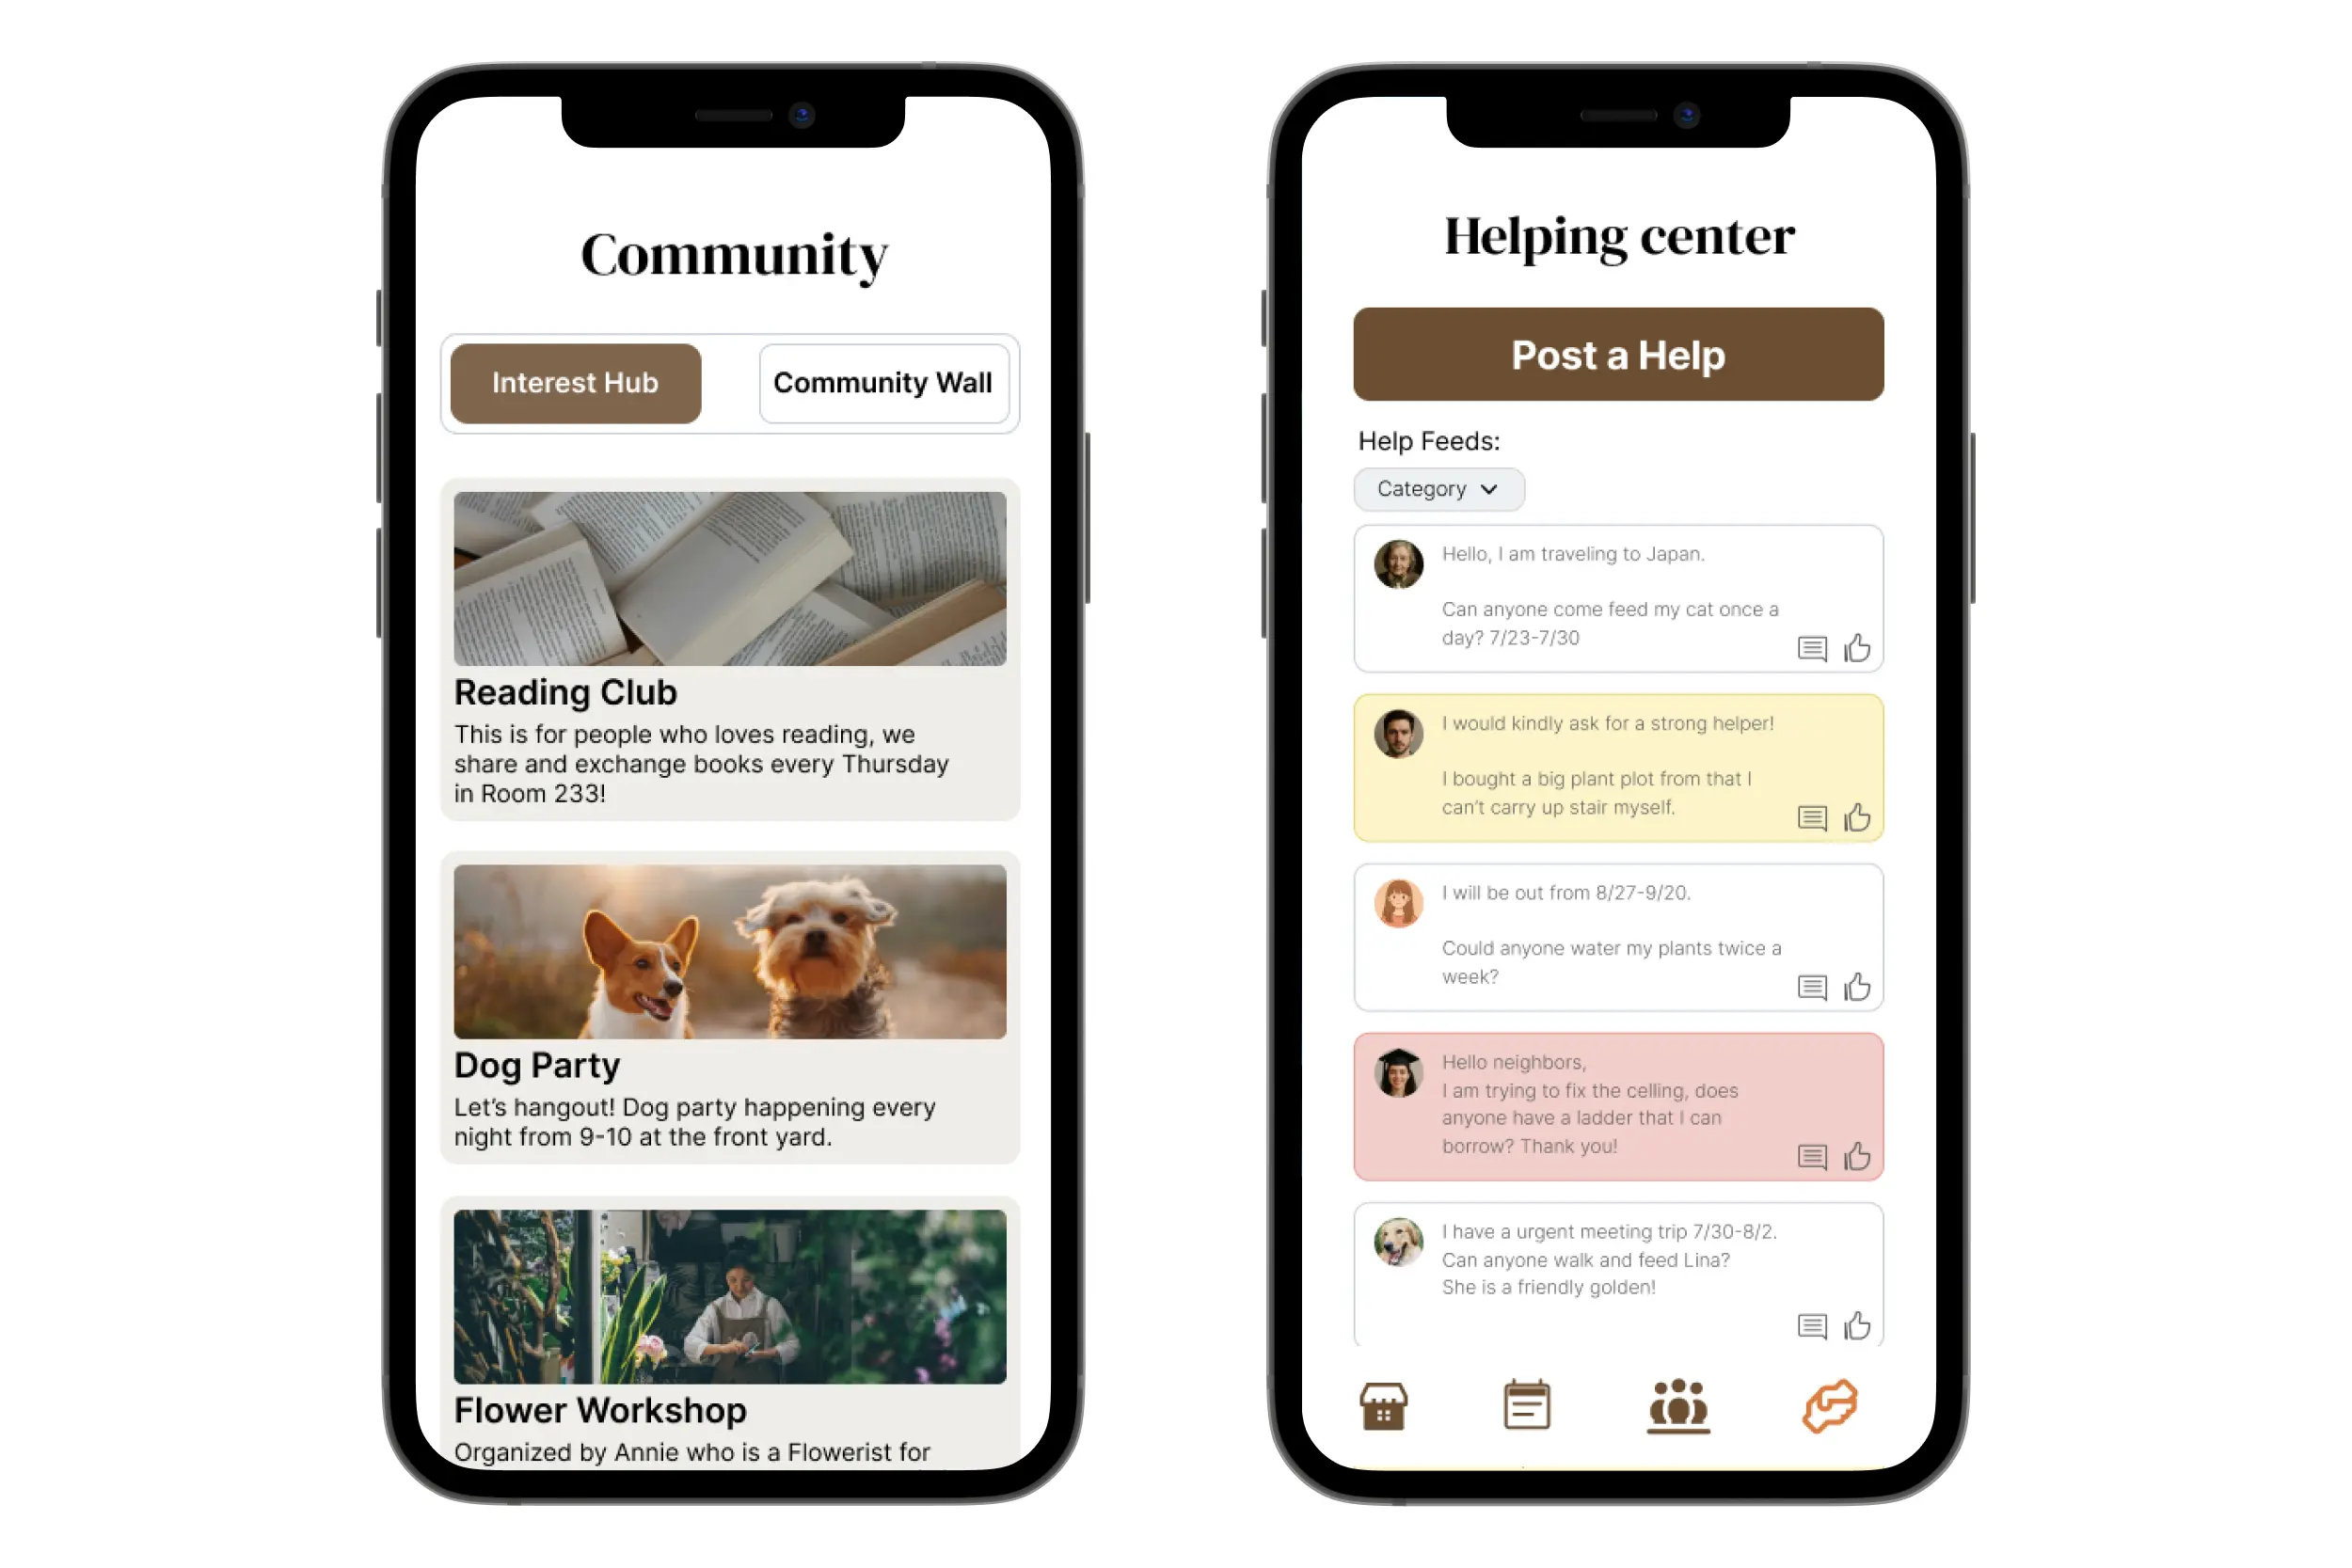 Community
Interest Hub
Community Wall
Reading Club
This is for people who loves reading, we
share and exchange books every Thursday
in Room 233!
Dog Party
Let's hangout! Dog party happening every
night from 9-10 at the front yard.
Flower Workshop
Organized by Annie who is a Flowerist for
Helping center
Post a Help
Help Feeds:
Category
Hello, I am traveling to Japan.
Can anyone come feed my cat once a
day? 7/23-7/30
I would kindly ask for a strong helper!
I bought a big plant plot from that I
can't carry up stair myself.
I will be out from 8/27-9/20.
Could anyone water my plants twice a
week?
Hello neighbors,
I am trying to fix the celling, does
anyone have a ladder that I can
borrow? Thank you!
I have a urgent meeting trip 7/30-8/2.
Can anyone walk and feed Lina?
She is a friendly golden!